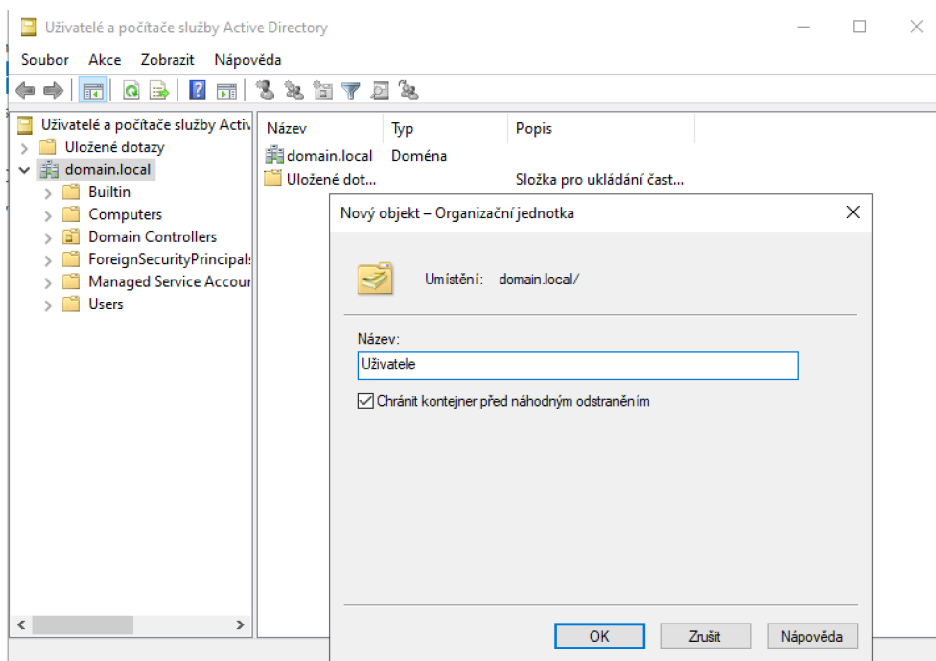 Uživatelé a počítače služby Active Directory
Soubor Akce Zobrazit Nápověda
Uživatelé a počítače služby Activ
Uložené dotazy
domain.local
Builtin
Computers
Domain Controllers
ForeignSecurityPrincipals
Managed Service Accour
Users
Název Typ Popis
domain.local Doména
Uložené dot... Složka pro ukládání čast...
Nový objekt – Organizační jednotka
Umístění: domain.local/
Název:
Uživatele
Chránit kontejner před náhodným odstraněním
OK Zrušit Nápověda